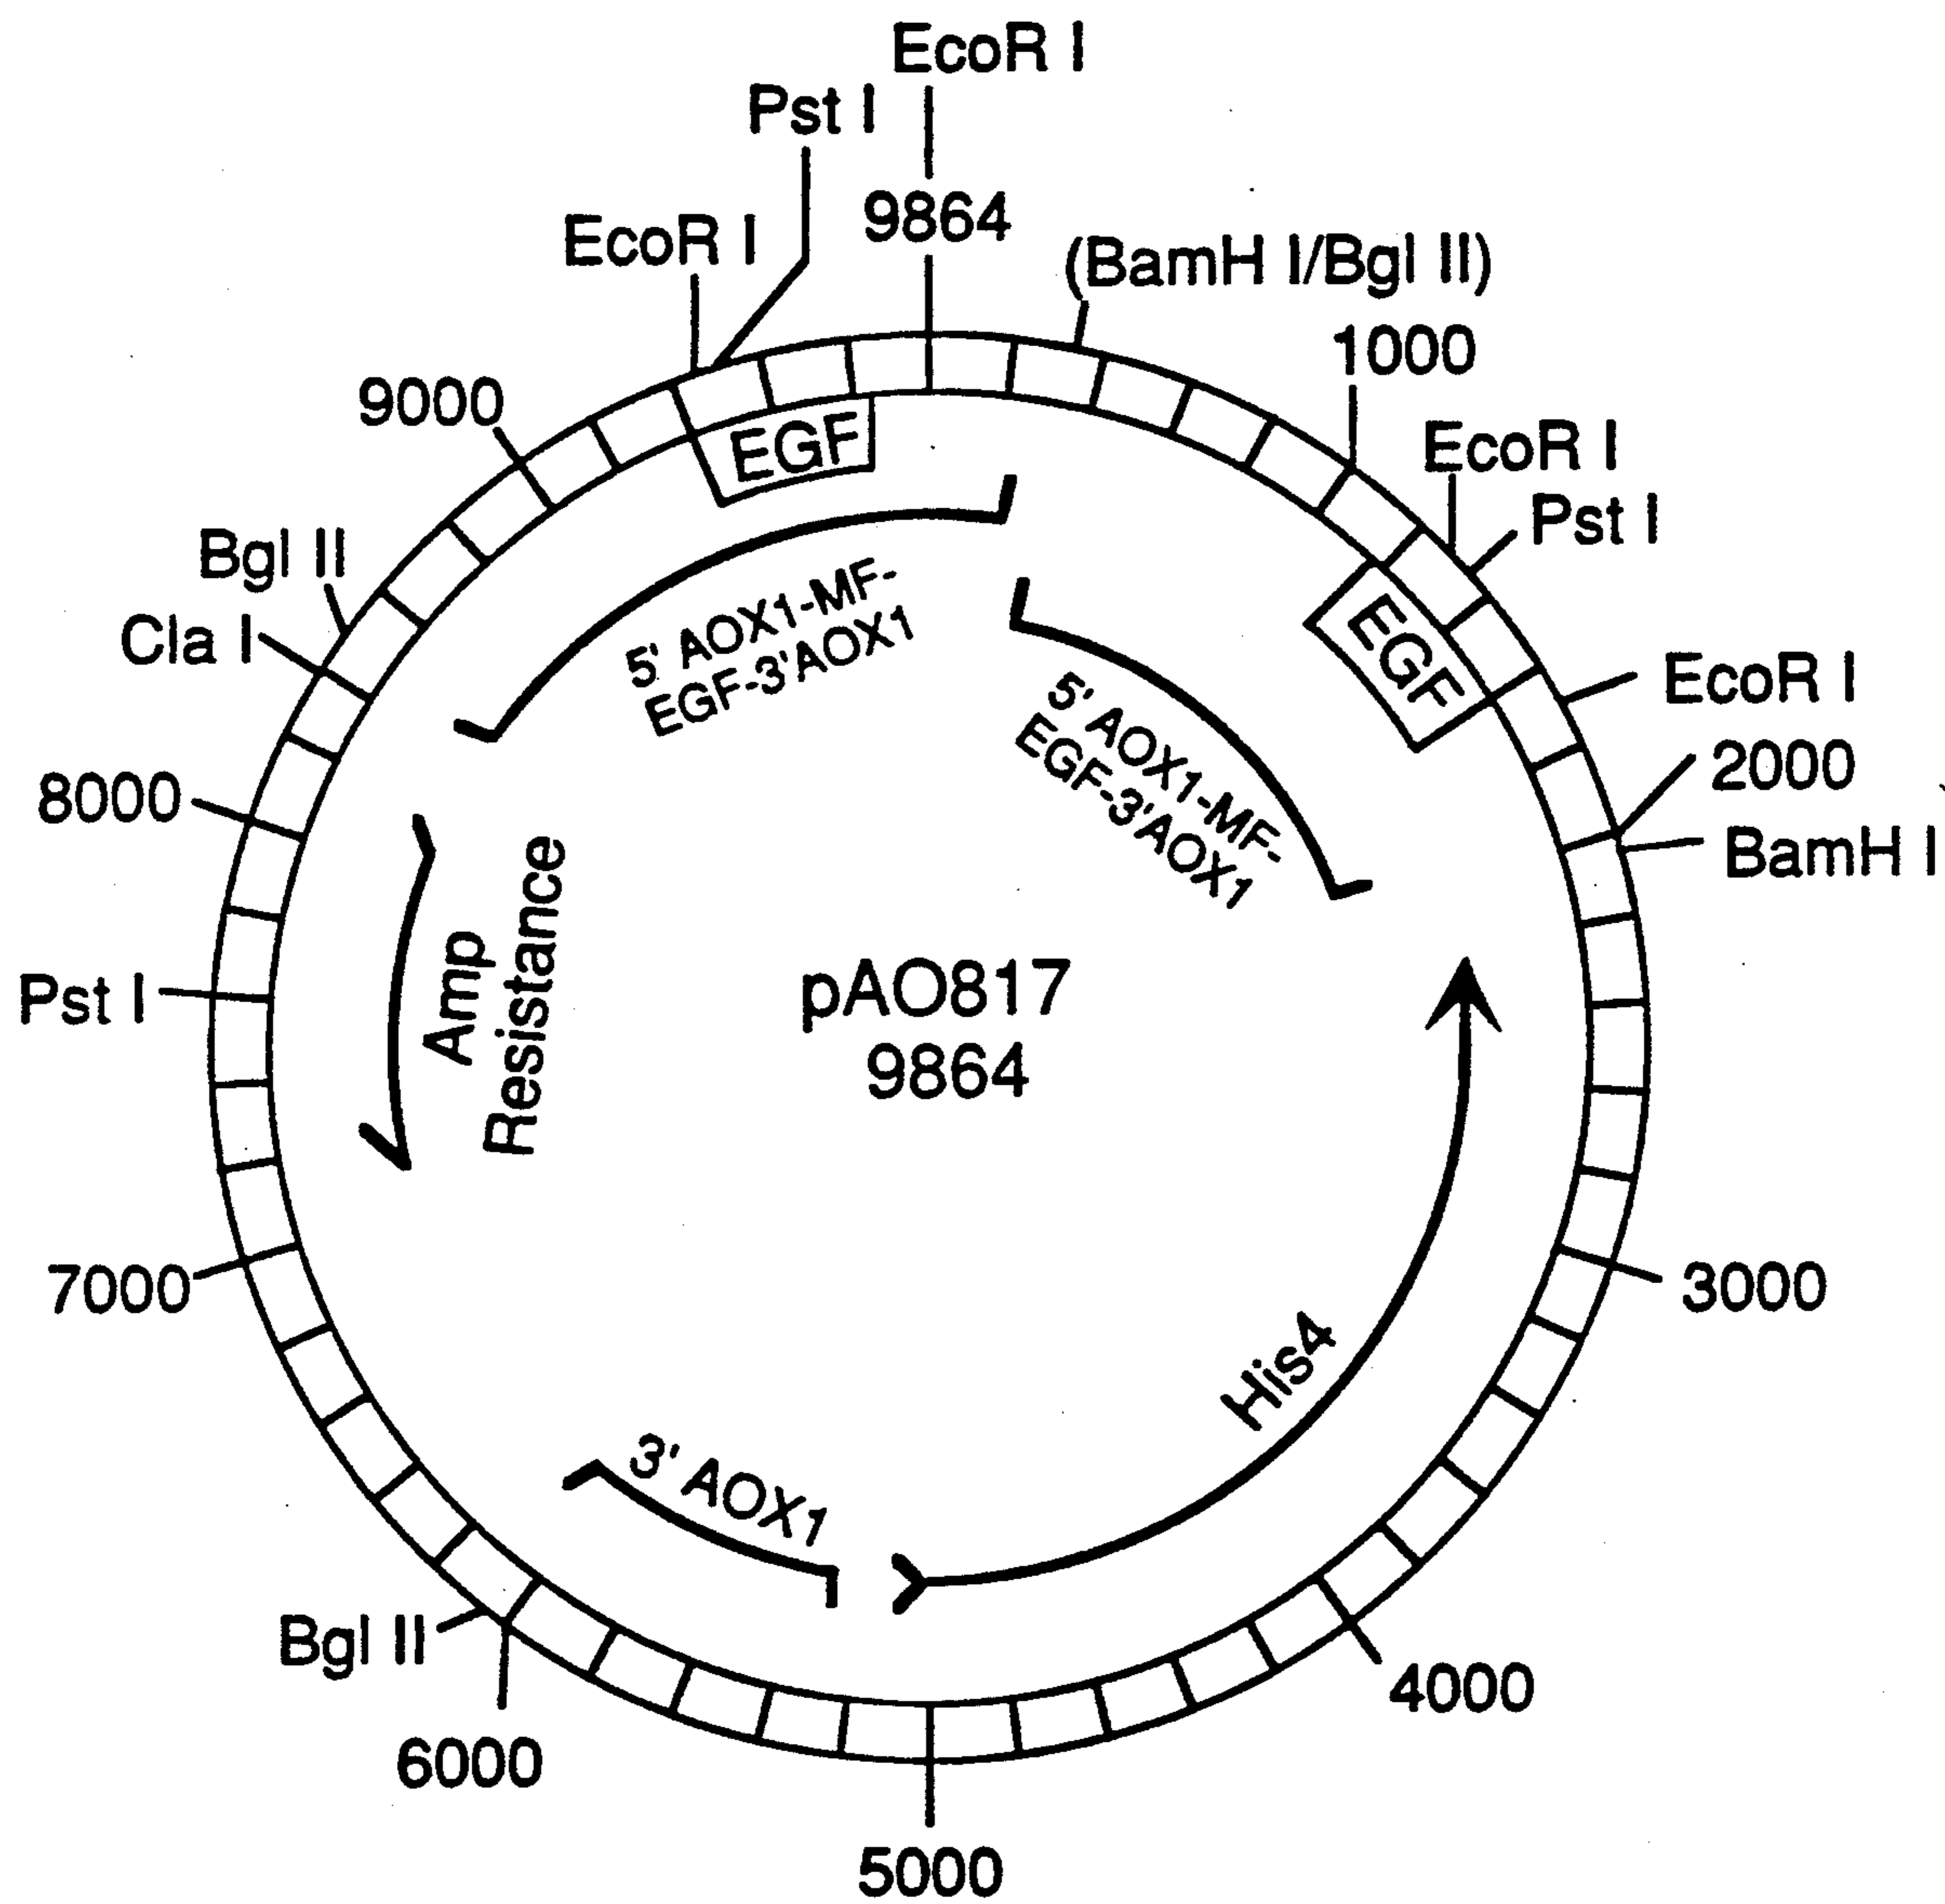 EcoR I
Pst I
9864
EcoR I
(BamH I/Bgl II)
1000
9000
EcoR I
EGF
Pst I
Bgl II
5' AOX1-MF-
EGF-3'AOX1
EGF
Cla I
EcoR I
5' AOX1-MF-
EGF-3'AOX1
2000
8000
BamH I
Amp
Resistance
Pst I
pAO817
9864
7000
3000
His4
3' AOX1
Bgl II
4000
6000
5000